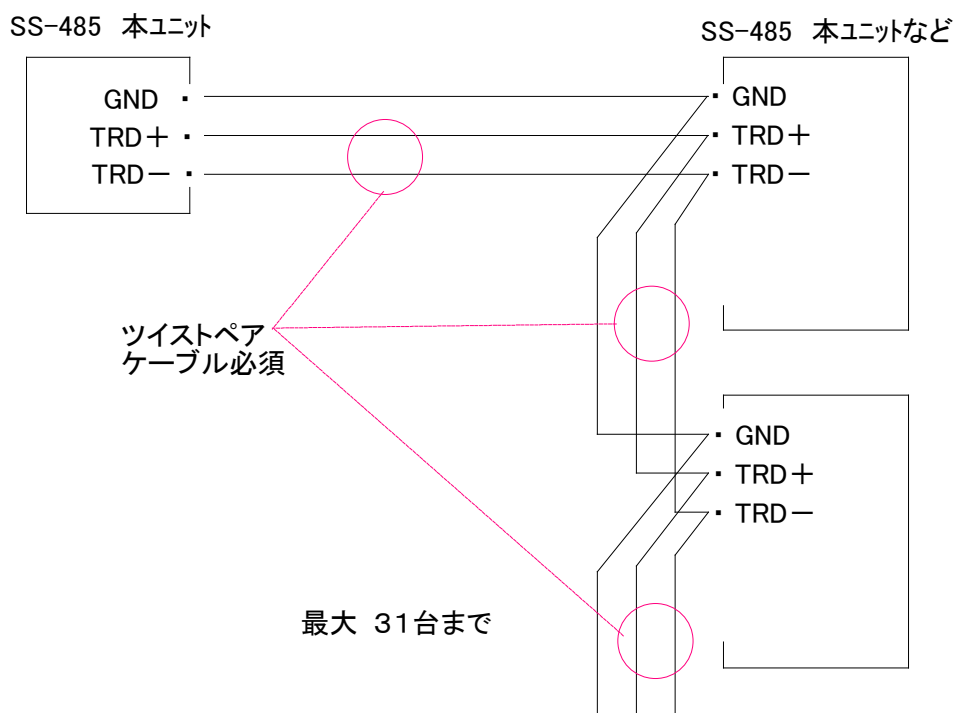 SS-485 本ユニット
GND
TRD+
TRD-
SS-485 本ユニットなど
GND
TRD+
TRD-
ツイストペア
ケーブル必須
GND
TRD+
TRD-
最大 31台まで